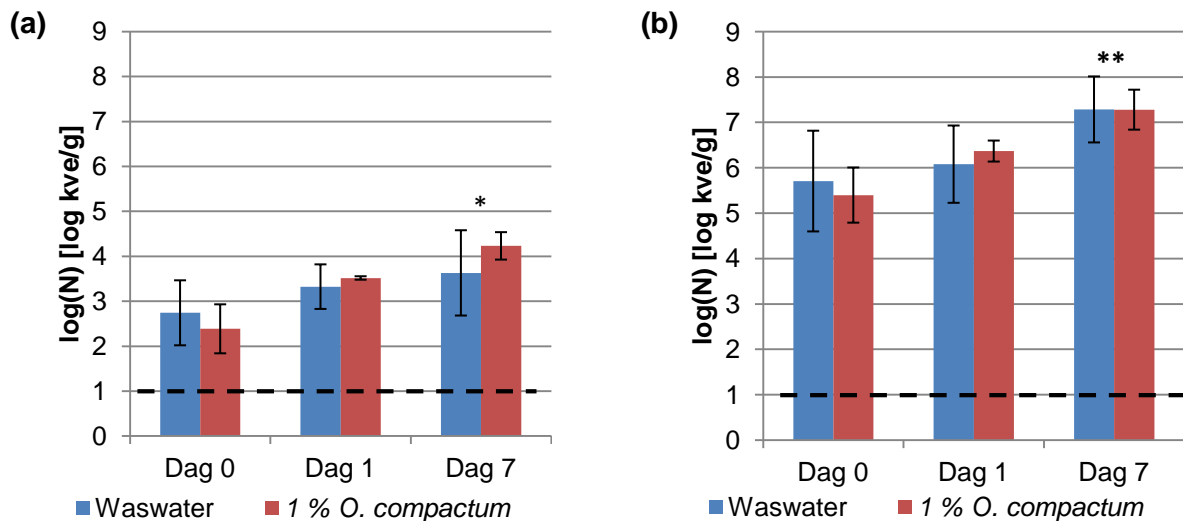 (a)
log(N) [log kve/g]
9
8
7
6
5
4
3
2
1
0
*
Dag 0 Dag 1 Dag 7
Waswater 1 % O. compactum
(b)
log(N) [log kve/g]
9
8
7
6
5
4
3
2
1
0
**
Dag 0 Dag 1 Dag 7
Waswater 1 % O. compactum